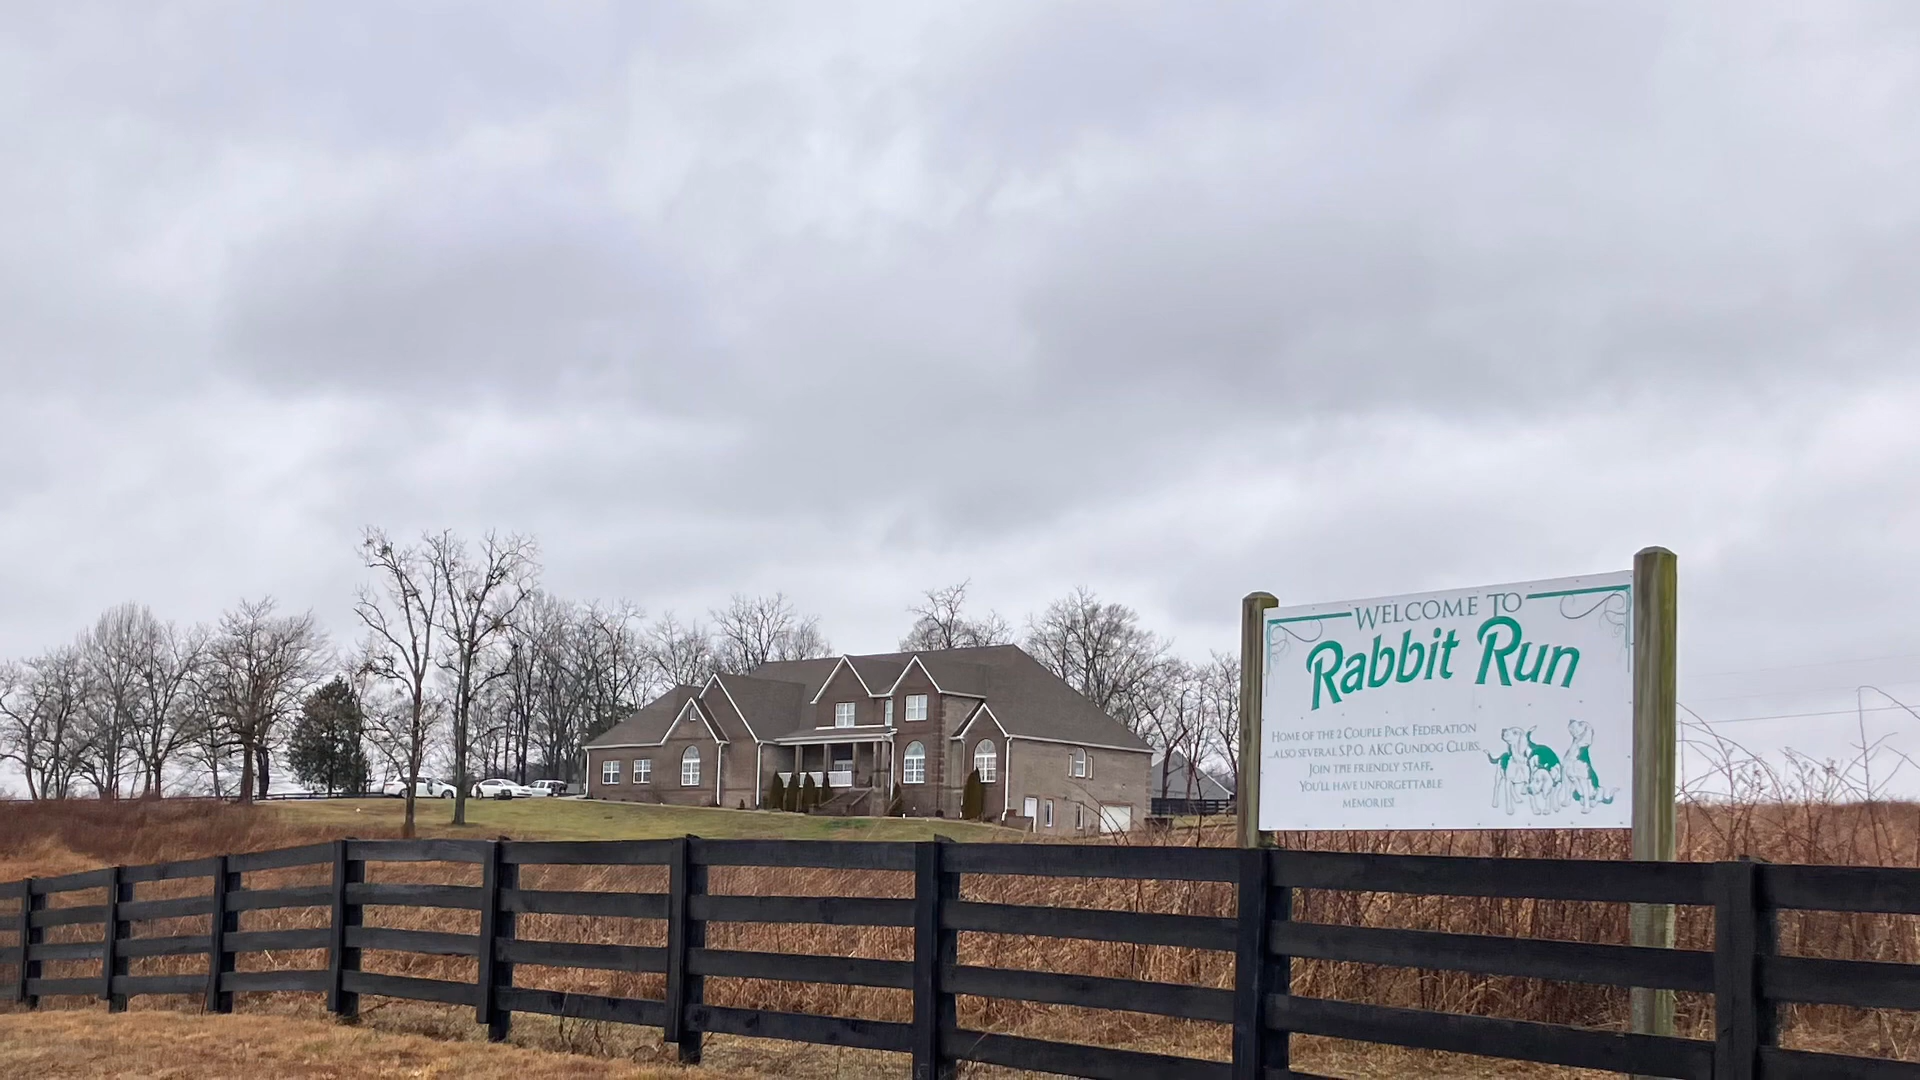 WELCOME TO
Rabbit Run
HOME OF THE 2 COUPLE PACK FEDERATION
...ALSO SEVERAL S.P.O. AKC GUNDOG CLUBS.
JOIN THE FRIENDLY STAFF,
YOU'LL HAVE UNFORGETTABLE
MEMORIES!